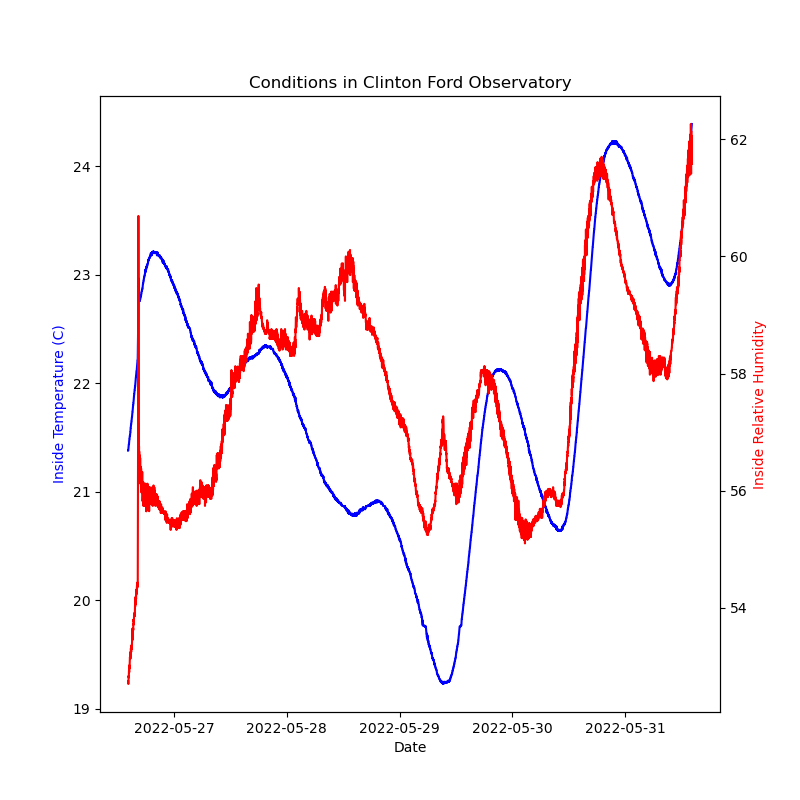 Conditions in Clinton Ford Observatory
Inside Temperature (C)
24
23
22
21
20
19
62
60
58
56
54
Inside Relative Humidity
2022-05-27 2022-05-28 2022-05-29 2022-05-30 2022-05-31
Date